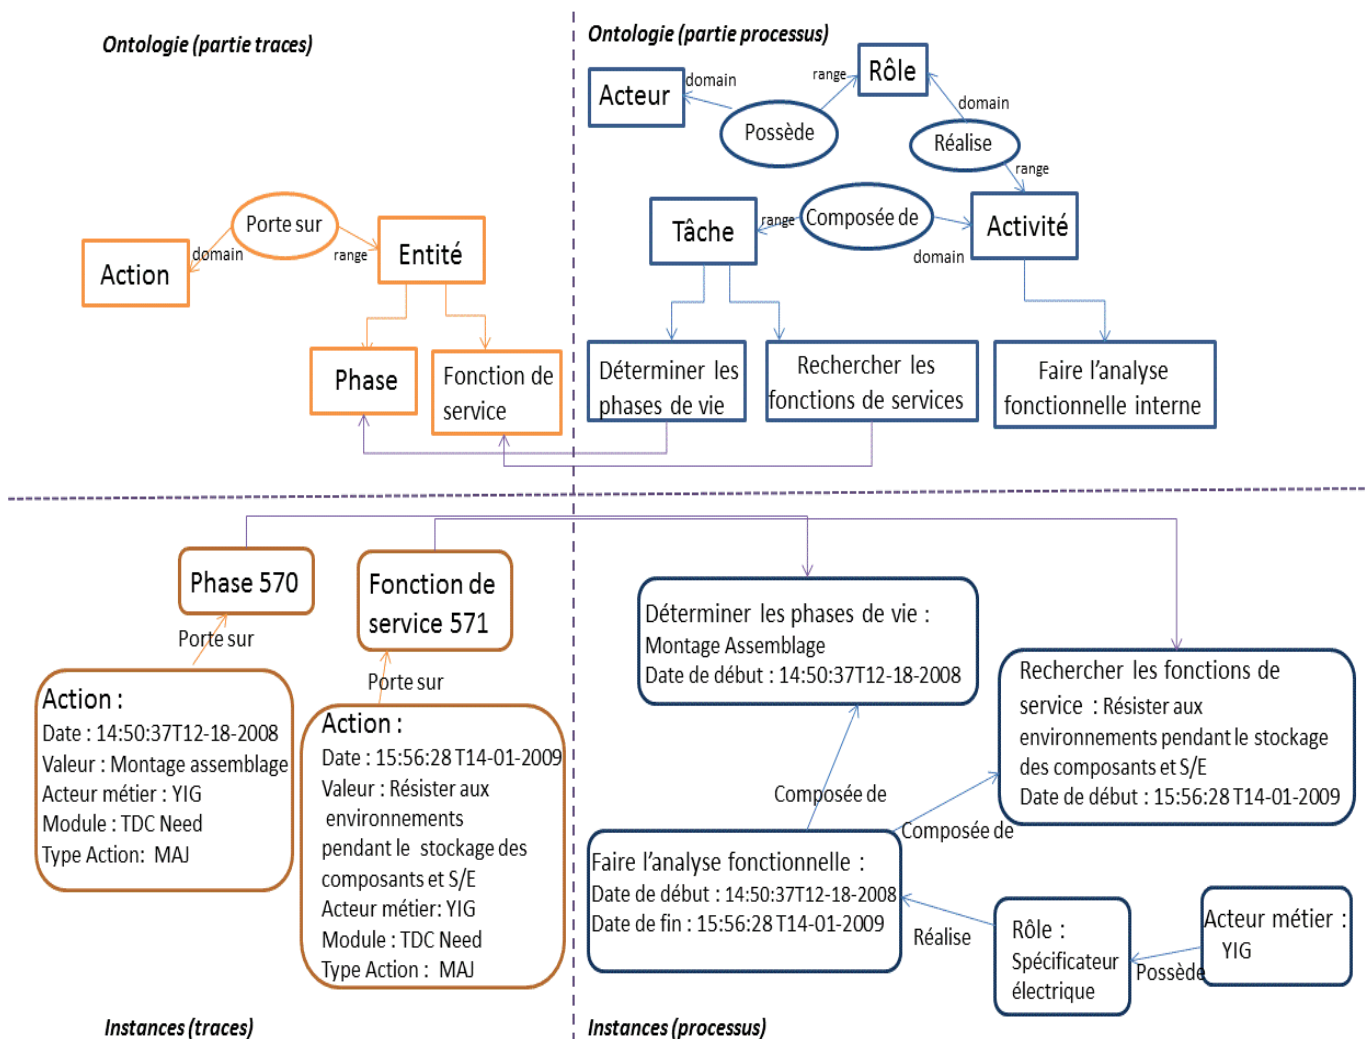 Ontologie (partie traces)
Porte sur
domain
range
Action
Entité
Phase
Fonction de
service
Ontologie (partie processus)
Acteur
domain
Possède
range
Rôle
domain
Réalise
range
Tâche
range
Composée de
domain
Activité
Déterminer les
phases de vie
Rechercher les
fonctions de services
Faire l'analyse
fonctionnelle interne
Phase 570
Fonction de
service 571
Porte sur
Porte sur
Action :
Date : 14:50:37T12-18-2008
Valeur : Montage assemblage
Acteur métier : YIG
Module : TDC Need
Type Action: MAJ
Action :
Date : 15:56:28 T14-01-2009
Valeur : Résister aux
environnements
pendant le stockage des
composants et S/E
Acteur métier: YIG
Module : TDC Need
Type Action : MAJ
Instances (traces)
Déterminer les phases de vie :
Montage Assemblage
Date de début : 14:50:37T12-18-2008
Rechercher les fonctions de
service : Résister aux
environnements pendant le stockage
des composants et S/E
Date de début : 15:56:28 T14-01-2009
Composée de
Composée de
Faire l'analyse fonctionnelle :
Date de début : 14:50:37T12-18-2008
Date de fin : 15:56:28 T14-01-2009
Réalise
Rôle :
Spécificateur
électrique
Possède
Acteur métier :
YIG
Instances (processus)